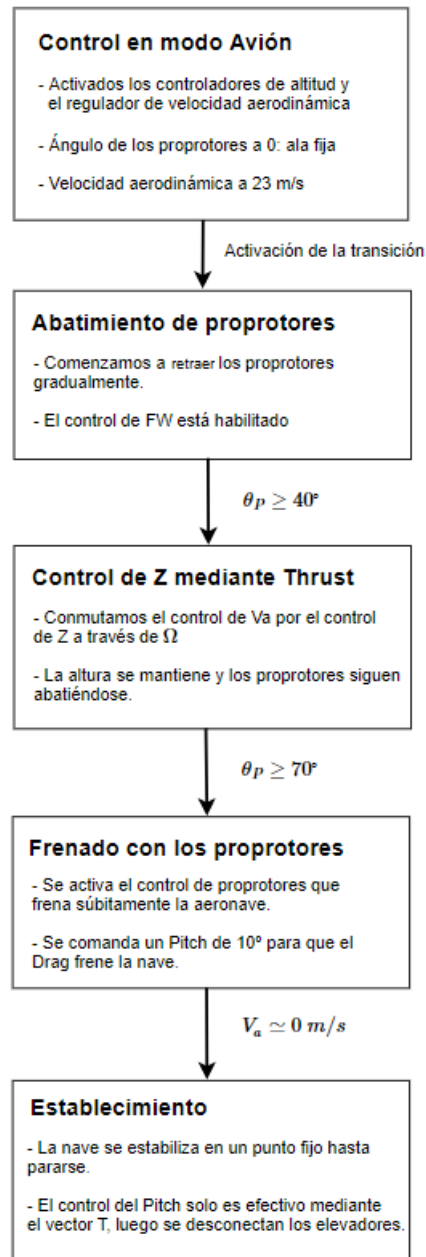 Control en modo Avión
- Activados los controladores de altitud y
el regulador de velocidad aerodinámica
- Ángulo de los proprotores a 0: ala fija
- Velocidad aerodinámica a 23 m/s
Activación de la transición
Abatimiento de proprotores
- Comenzamos a retraer los proprotores
gradualmente.
- El control de FW está habilitado
θ_P ≥ 40°
Control de Z mediante Thrust
- Conmutamos el control de Va por el control
de Z a través de Ω
- La altura se mantiene y los proprotores siguen
abatiéndose.
θ_P ≥ 70°
Frenado con los proprotores
- Se activa el control de proprotores que
frena súbitamente la aeronave.
- Se comanda un Pitch de 10º para que el
Drag frene la nave.
V_a ≃ 0 m/s
Establecimiento
- La nave se estabiliza en un punto fijo hasta
pararse.
- El control del Pitch solo es efectivo mediante
el vector T, luego se desconectan los elevadores.